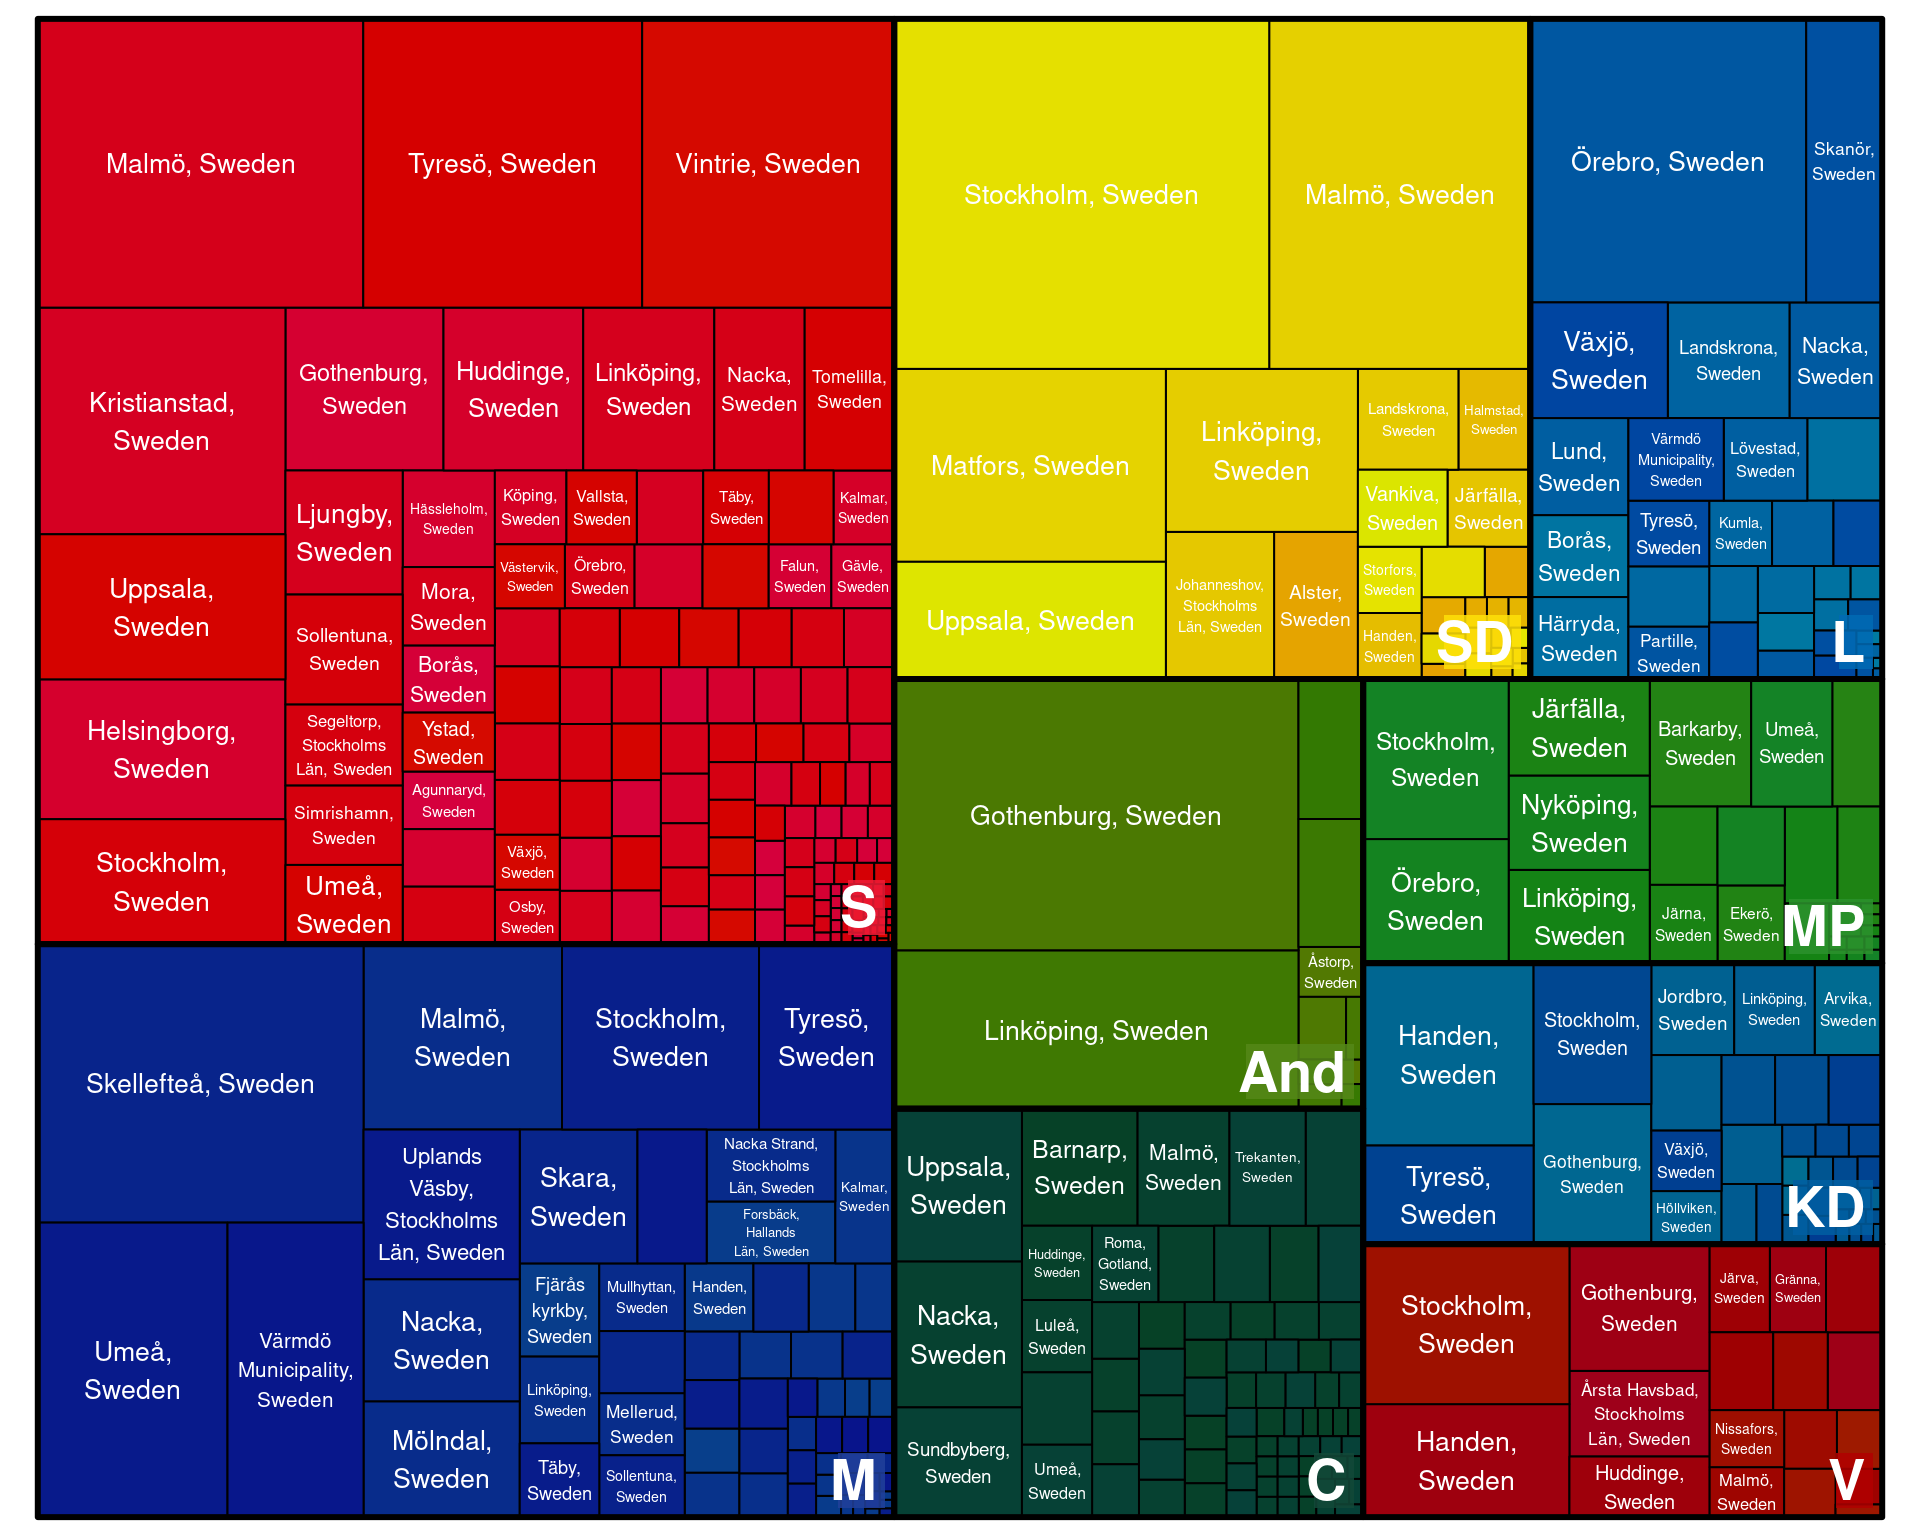 Malmö, Sweden
Tyresö, Sweden
Vintrie, Sweden
Kristianstad,
Sweden
Gothenburg,
Sweden
Huddinge,
Sweden
Linköping,
Sweden
Nacka,
Sweden
Tomelilla,
Sweden
Uppsala,
Sweden
Helsingborg,
Sweden
Stockholm,
Sweden
Ljungby,
Sweden
Sollentuna,
Sweden
Segeltorp,
Stockholms
Län, Sweden
Simrishamn,
Sweden
Umeå,
Sweden
Hässleholm,
Sweden
Mora,
Sweden
Borås,
Sweden
Ystad,
Sweden
Agunnaryd,
Sweden
Köping,
Sweden
Vallsta,
Sweden
Täby,
Sweden
Kalmar,
Sweden
Västervik,
Sweden
Örebro,
Sweden
Falun,
Sweden
Gävle,
Sweden
Växjö,
Sweden
Osby,
Sweden
S
Skellefteå, Sweden
Umeå,
Sweden
Värmdö
Municipality,
Sweden
Malmö,
Sweden
Stockholm,
Sweden
Tyresö,
Sweden
Uplands
Väsby,
Stockholms
Län, Sweden
Nacka,
Sweden
Mölndal,
Sweden
Skara,
Sweden
Nacka Strand,
Stockholms
Län, Sweden
Forsbäck,
Hallands
Län, Sweden
Kalmar,
Sweden
Fjärås
kyrkby,
Sweden
Linköping,
Sweden
Täby,
Sweden
Mullhyttan,
Sweden
Handen,
Sweden
Mellerud,
Sweden
Sollentuna,
Sweden
M
Stockholm, Sweden
Malmö, Sweden
Matfors, Sweden
Uppsala, Sweden
Linköping,
Sweden
Johanneshov,
Stockholms
Län, Sweden
Alster,
Sweden
Landskrona,
Sweden
Halmstad,
Sweden
Vankiva,
Sweden
Järfälla,
Sweden
Storfors,
Sweden
Handen,
Sweden
SD
Gothenburg, Sweden
Linköping, Sweden
Åstorp,
Sweden
And
Uppsala,
Sweden
Nacka,
Sweden
Sundbyberg,
Sweden
Barnarp,
Sweden
Malmö,
Sweden
Trekanten,
Sweden
Huddinge,
Sweden
Roma,
Gotland,
Sweden
Luleå,
Sweden
Umeå,
Sweden
C
Örebro, Sweden
Skanör,
Sweden
Växjö,
Sweden
Landskrona,
Sweden
Nacka,
Sweden
Lund,
Sweden
Borås,
Sweden
Härryda,
Sweden
Värmdö
Municipality,
Sweden
Lövestad,
Sweden
Tyresö,
Sweden
Kumla,
Sweden
Partille,
Sweden
L
Stockholm,
Sweden
Örebro,
Sweden
Järfälla,
Sweden
Nyköping,
Sweden
Linköping,
Sweden
Barkarby,
Sweden
Umeå,
Sweden
Järna,
Sweden
Ekerö,
Sweden
MP
Handen,
Sweden
Tyresö,
Sweden
Stockholm,
Sweden
Gothenburg,
Sweden
Jordbro,
Sweden
Linköping,
Sweden
Arvika,
Sweden
Växjö,
Sweden
Höllviken,
Sweden
KD
Stockholm,
Sweden
Handen,
Sweden
Gothenburg,
Sweden
Årsta Havsbad,
Stockholms
Län, Sweden
Huddinge,
Sweden
Järva,
Sweden
Gränna,
Sweden
Nissafors,
Sweden
Malmö,
Sweden
V